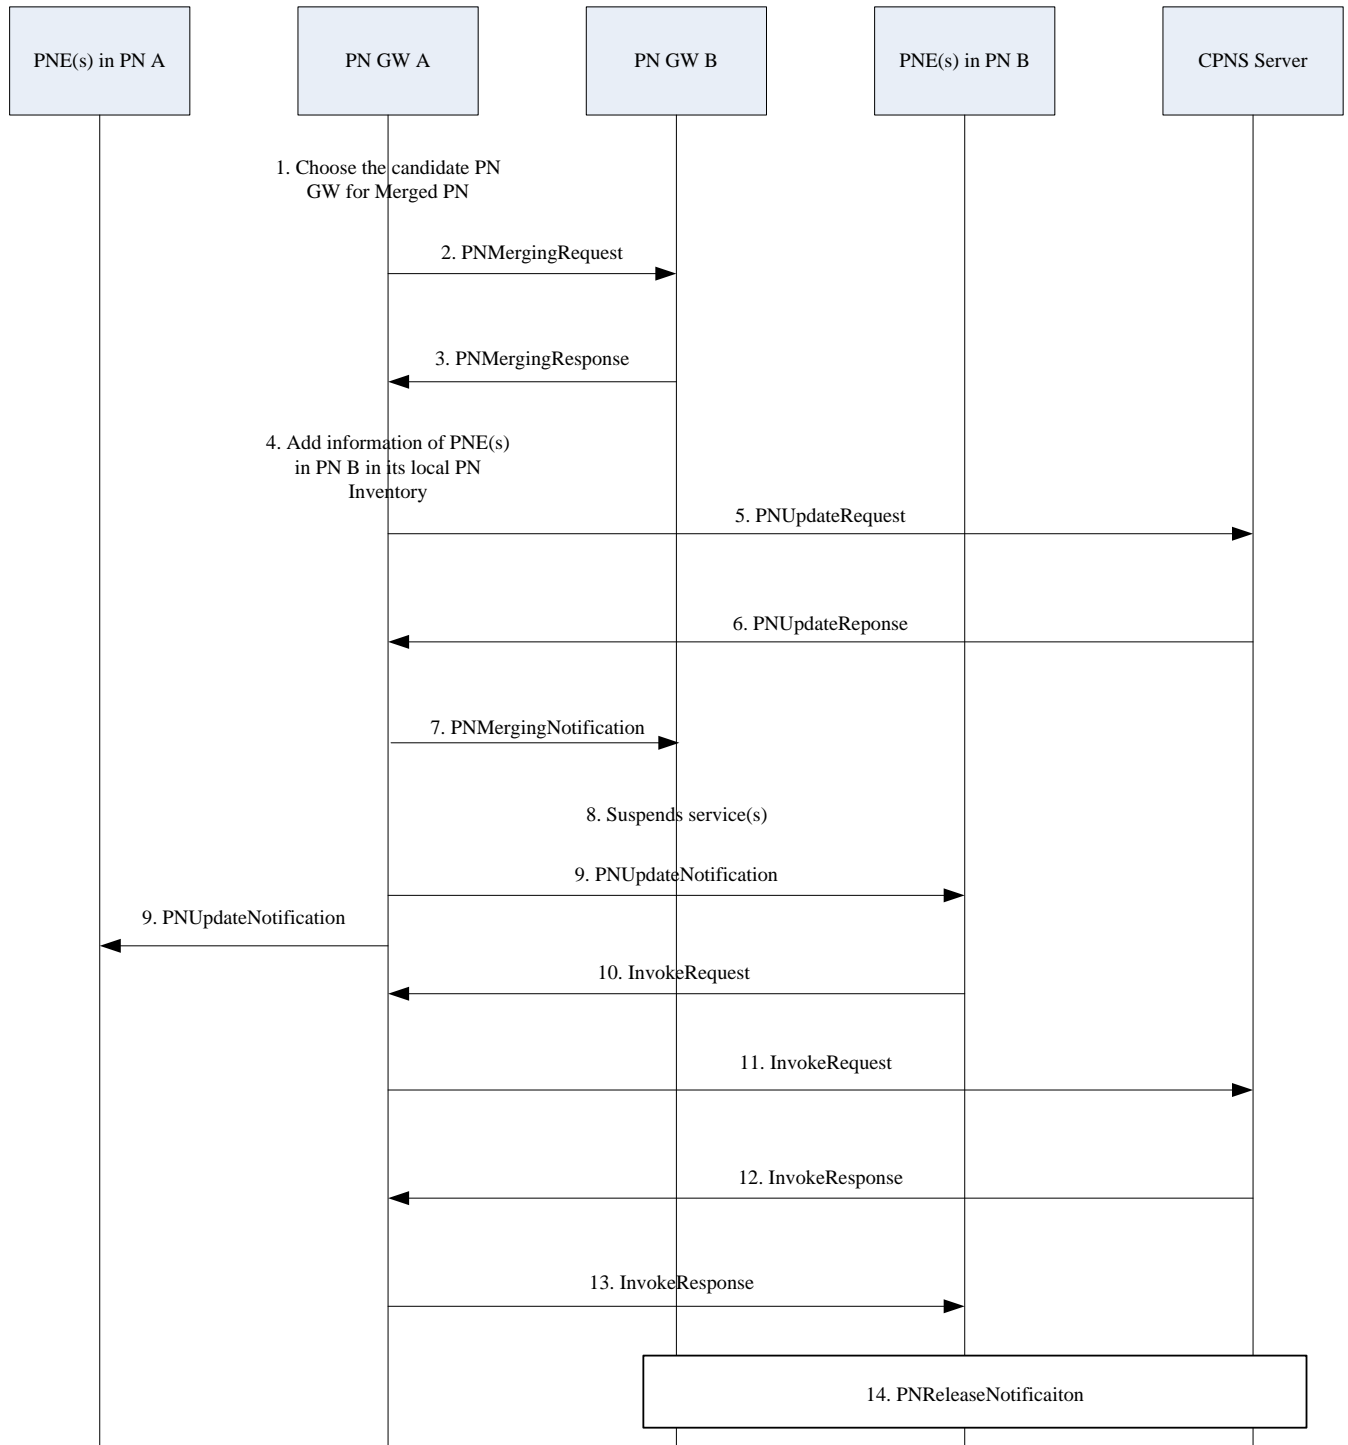 PNE(s) in PN A
PN GW A
PN GW B
PNE(s) in PN B
CPNS Server
1. Choose the candidate PN
GW for Merged PN
2. PNMergingRequest
3. PNMergingResponse
4. Add information of PNE(s)
in PN B in its local PN
Inventory
5. PNUpdateRequest
6. PNUpdateReponse
7. PNMergingNotification
8. Suspends service(s)
9. PNUpdateNotification
9. PNUpdateNotification
10. InvokeRequest
11. InvokeRequest
12. InvokeResponse
13. InvokeResponse
14. PNReleaseNotificaiton